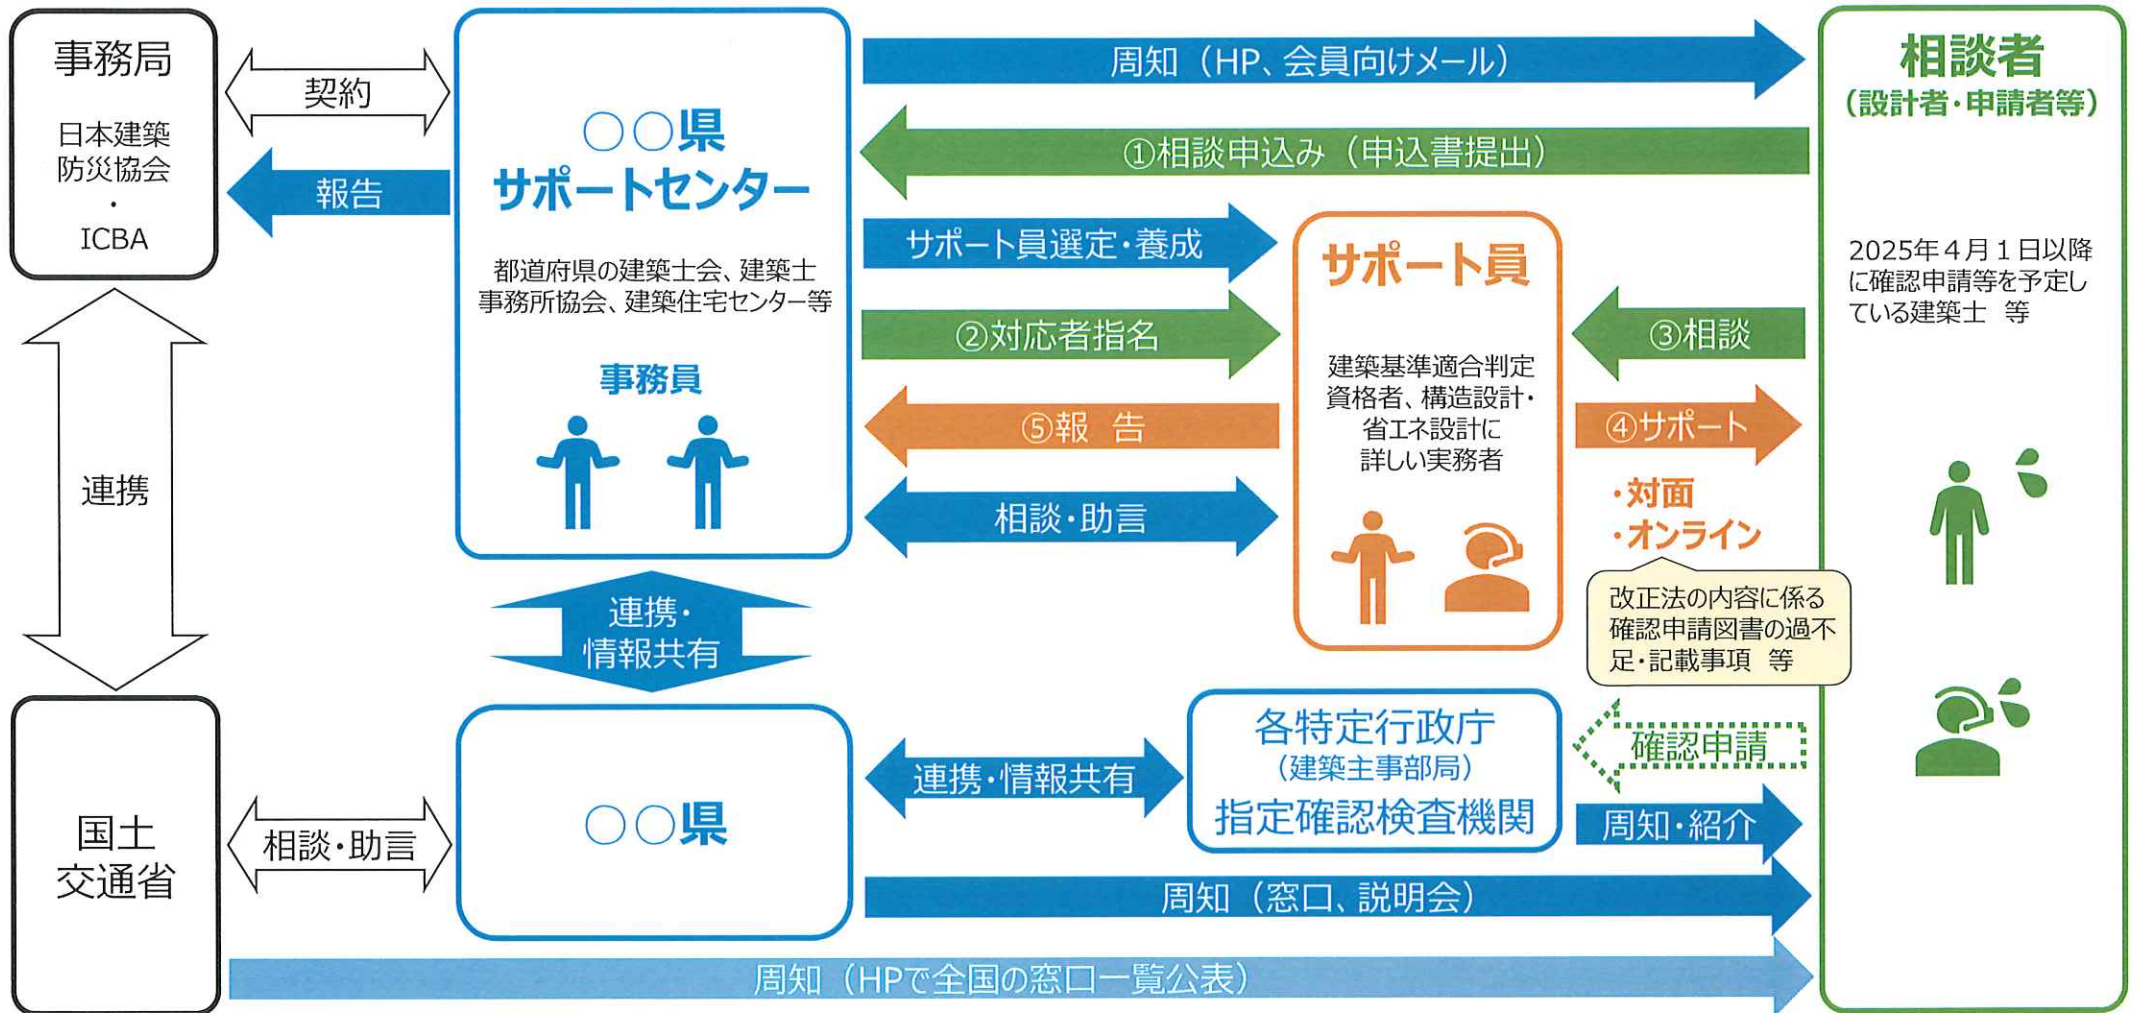 事務局
日本建築
防災協会
・
ICBA
契約
報告
○○県
サポートセンター
都道府県の建築士会、建築士
事務所協会、建築住宅センター等
事務員
周知（HP、会員向けメール）
①相談申込み（申込書提出）
サポート員選定・養成
②対応者指名
⑤報　告
相談・助言
サポート員
建築基準適合判定
資格者、構造設計・
省エネ設計に
詳しい実務者
③相談
④サポート
・対面
・オンライン
改正法の内容に係る
確認申請図書の過不
足・記載事項　等
相談者
（設計者・申請者等）
2025年４月１日以降
に確認申請等を予定し
ている建築士　等
連携
連携・
情報共有
国土
交通省
相談・助言
○○県
連携・情報共有
各特定行政庁
（建築主事部局）
指定確認検査機関
確認申請
周知・紹介
周知（窓口、説明会）
周知（HPで全国の窓口一覧公表）